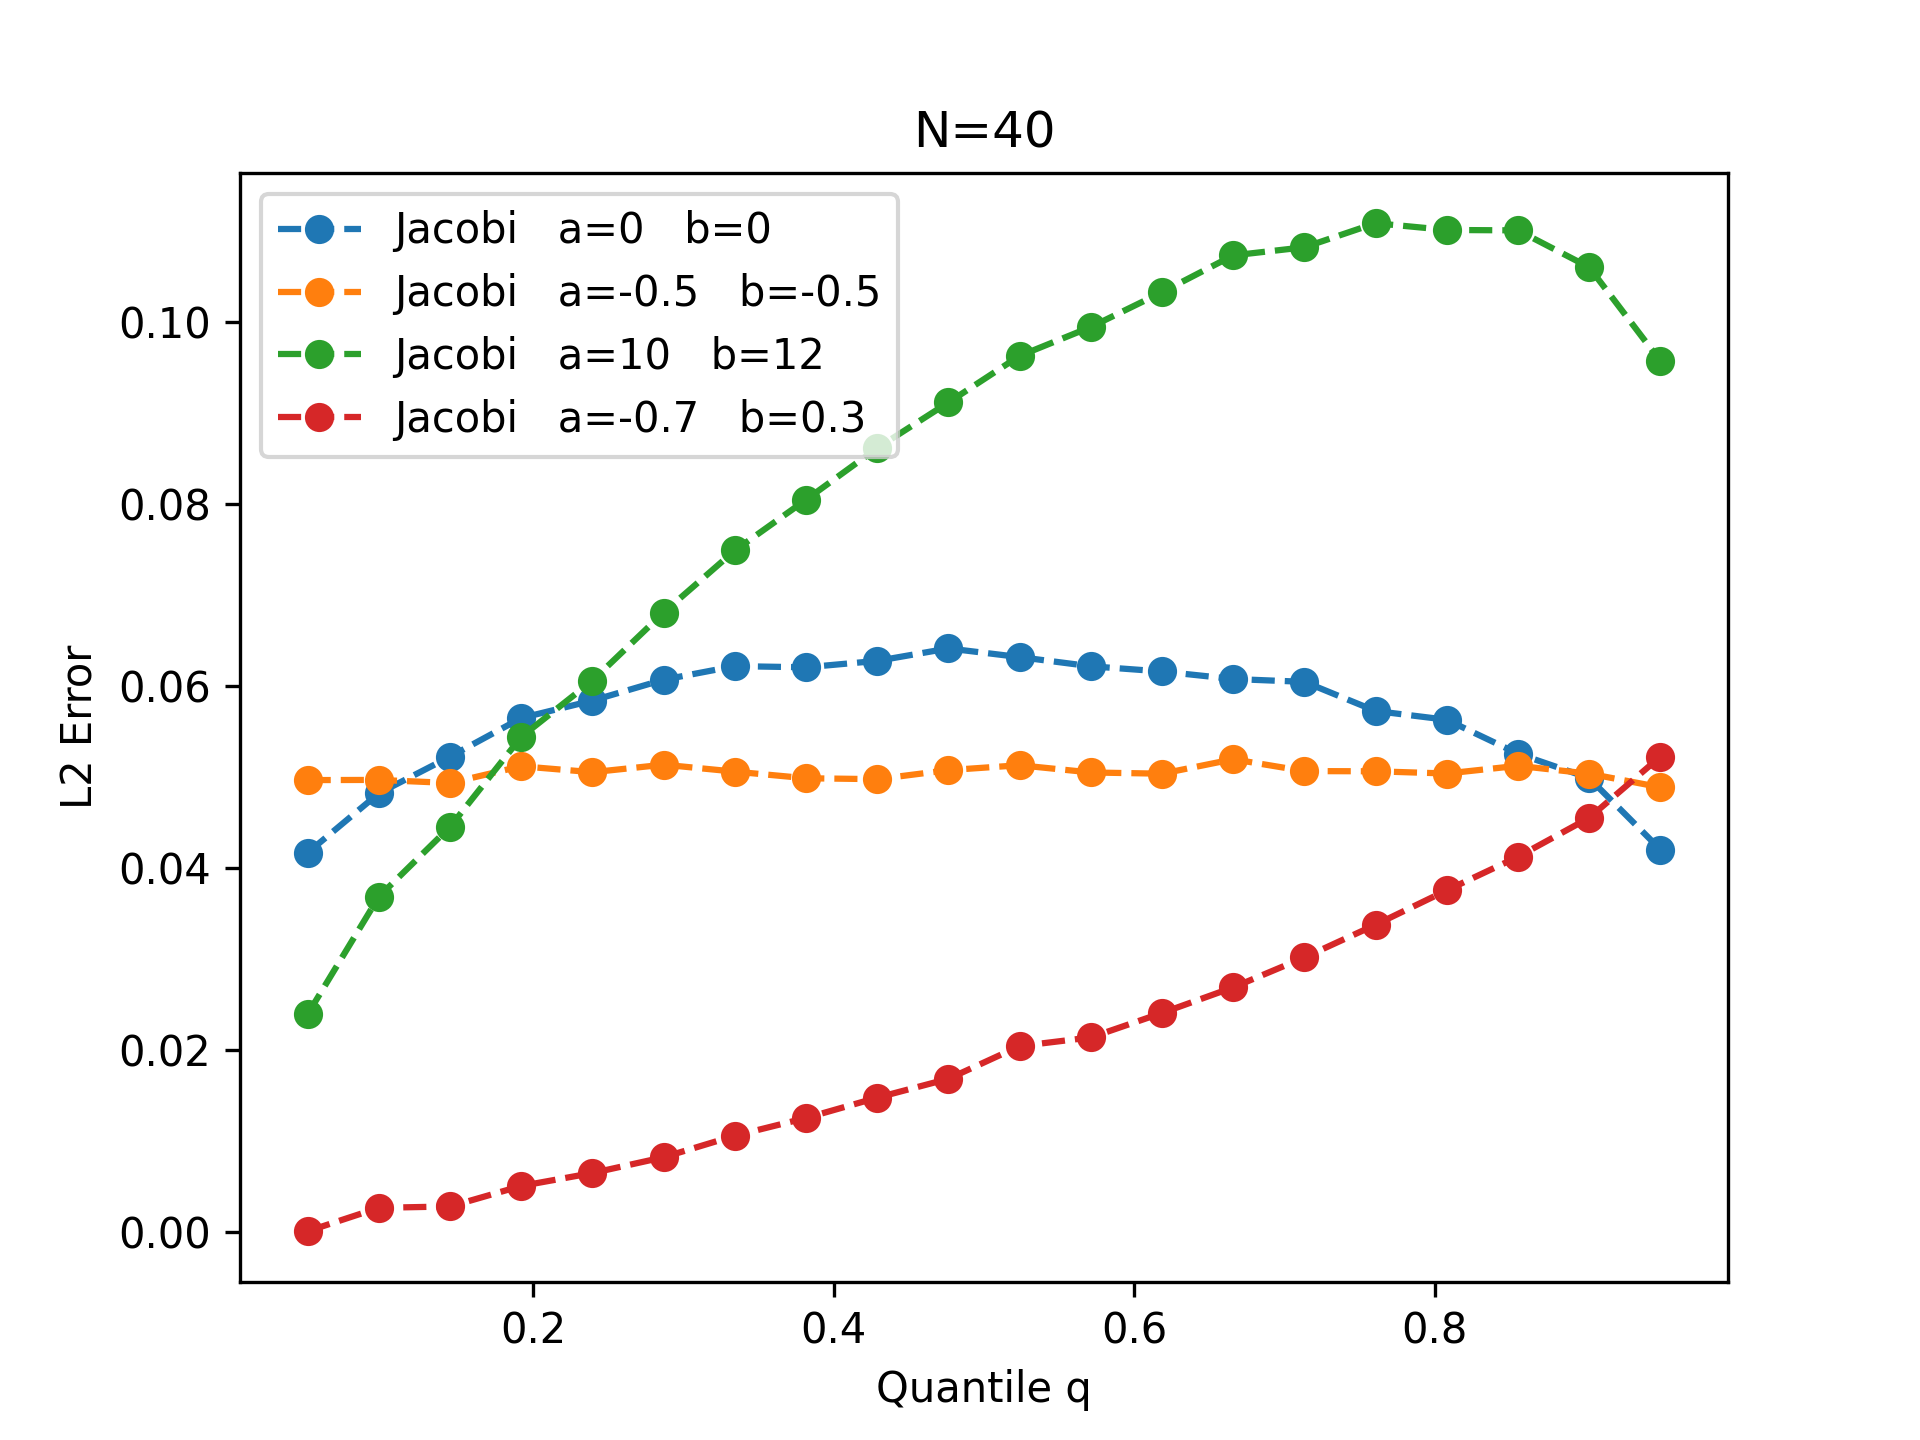 N=40
Jacobi a=0 b=0
Jacobi a=-0.5 b=-0.5
Jacobi a=10 b=12
Jacobi a=-0.7 b=0.3
0.10
0.08
0.06
0.04
0.02
0.00
L2 Error
0.2 0.4 0.6 0.8
Quantile q